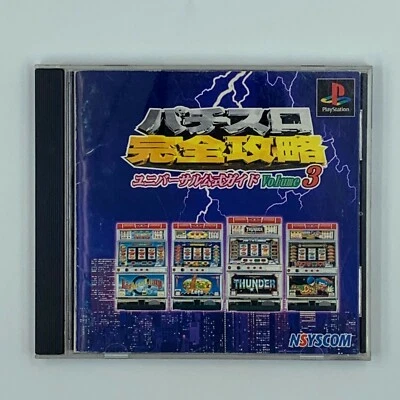 PlayStation
パチスロ
完全攻略
ユニバーサル公式ガイド Volume 3
THUNDER
THUNDER
NSYSCOM